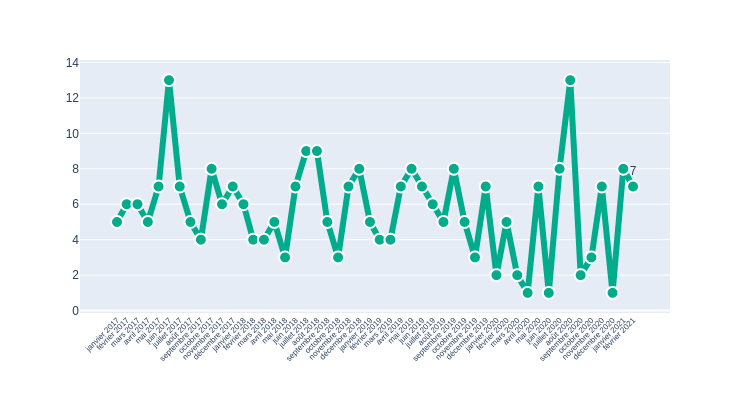 14
12
10
8
6
4
2
0
7
janvier 2017
février 2017
mars 2017
avril 2017
mai 2017
juin 2017
juillet 2017
août 2017
septembre 2017
octobre 2017
novembre 2017
décembre 2017
janvier 2018
février 2018
mars 2018
avril 2018
mai 2018
juin 2018
juillet 2018
août 2018
septembre 2018
octobre 2018
novembre 2018
décembre 2018
janvier 2019
février 2019
mars 2019
avril 2019
mai 2019
juin 2019
juillet 2019
août 2019
septembre 2019
octobre 2019
novembre 2019
décembre 2019
janvier 2020
février 2020
mars 2020
avril 2020
mai 2020
juin 2020
juillet 2020
août 2020
septembre 2020
octobre 2020
novembre 2020
décembre 2020
janvier 2021
février 2021